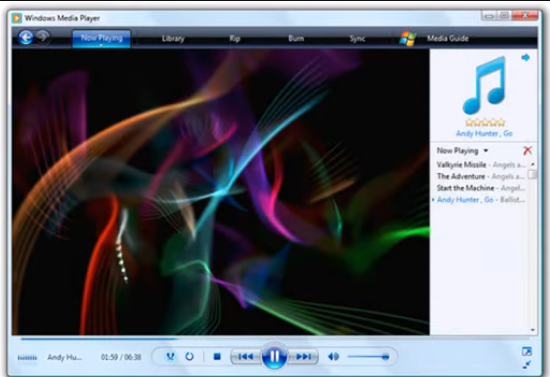 Windows Media Player
Now Playing Library Rip Burn Sync Media Guide
Andy Hunter , Go
Now Playing
Valkyrie Missile - Angels a...
The Adventure - Angels a...
Start the Machine - Angel...
Andy Hunter , Go - Ballist...
Andy Hu... 01:59 / 06:38